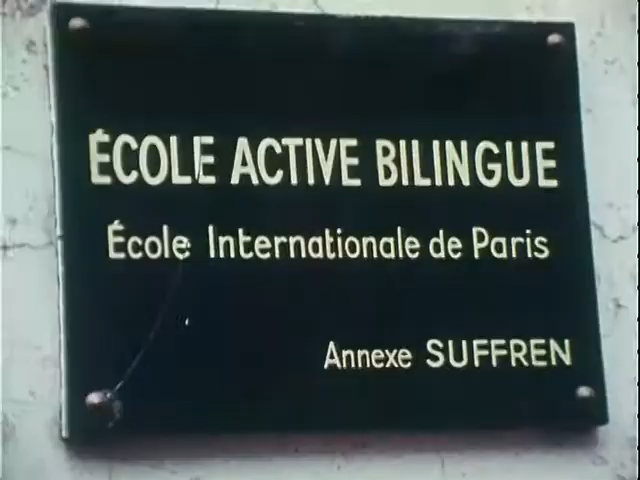 ÉCOLE ACTIVE BILINGUE
École Internationale de Paris
Annexe SUFFREN